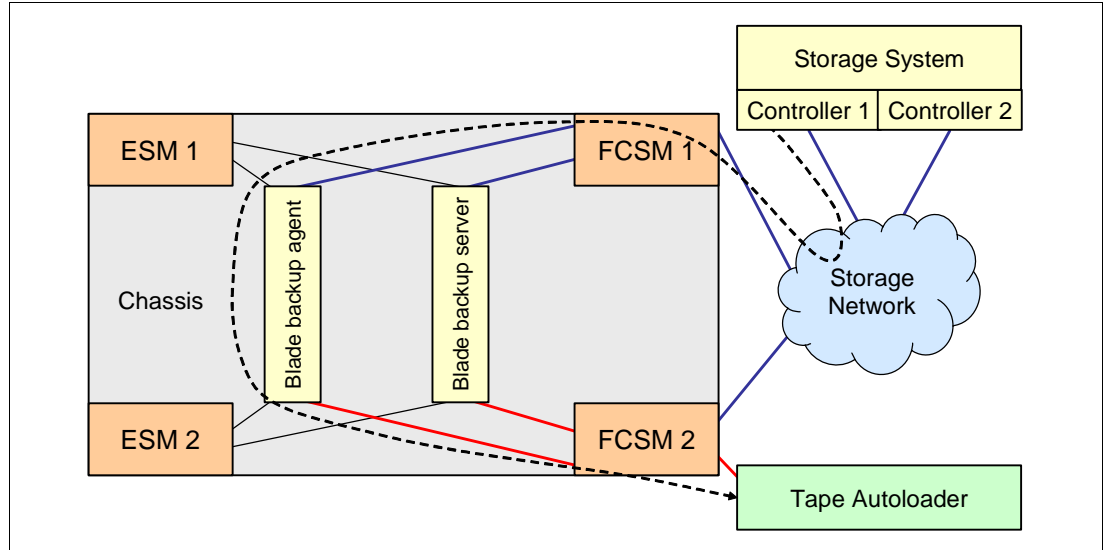 Storage System
Controller 1
Controller 2
ESM 1
FCSM 1
Blade backup agent
Blade backup server
Chassis
Storage
Network
ESM 2
FCSM 2
Tape Autoloader